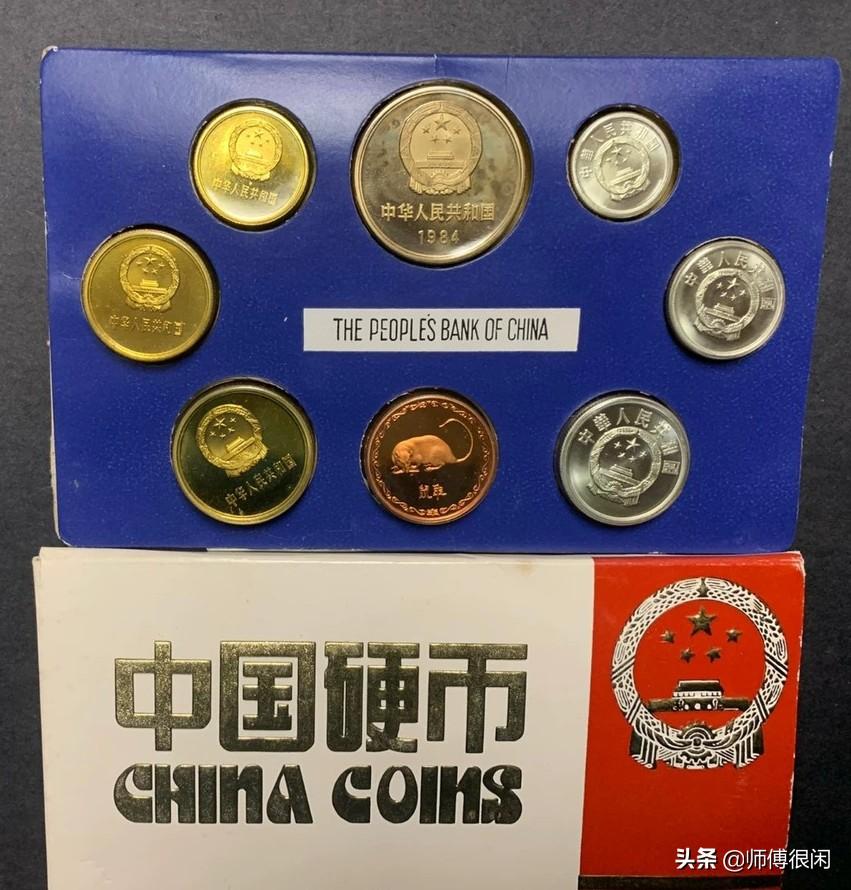 中华人民共和国
中华人民共和国
1984
中华人民共和国
中华人民共和国
中華人民共和国
THE PEOPLE'S BANK OF CHINA
中华人民共和国
鼠年
中華人民共和国
中国硬币
CHINA COINS
头条 @师傅很闲